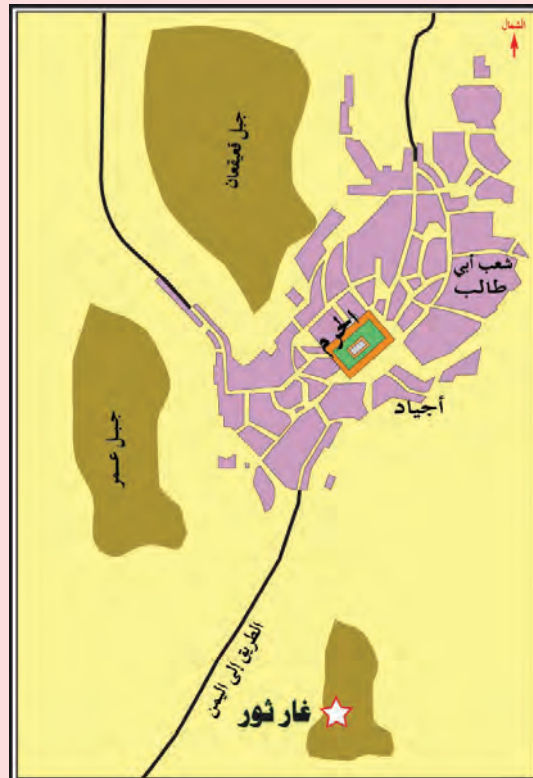 الشمال
جبل قعيقعان
شعب أبي
طالب
الحرم
أجياد
جبل عمر
الطريق إلى اليمن
غار ثور